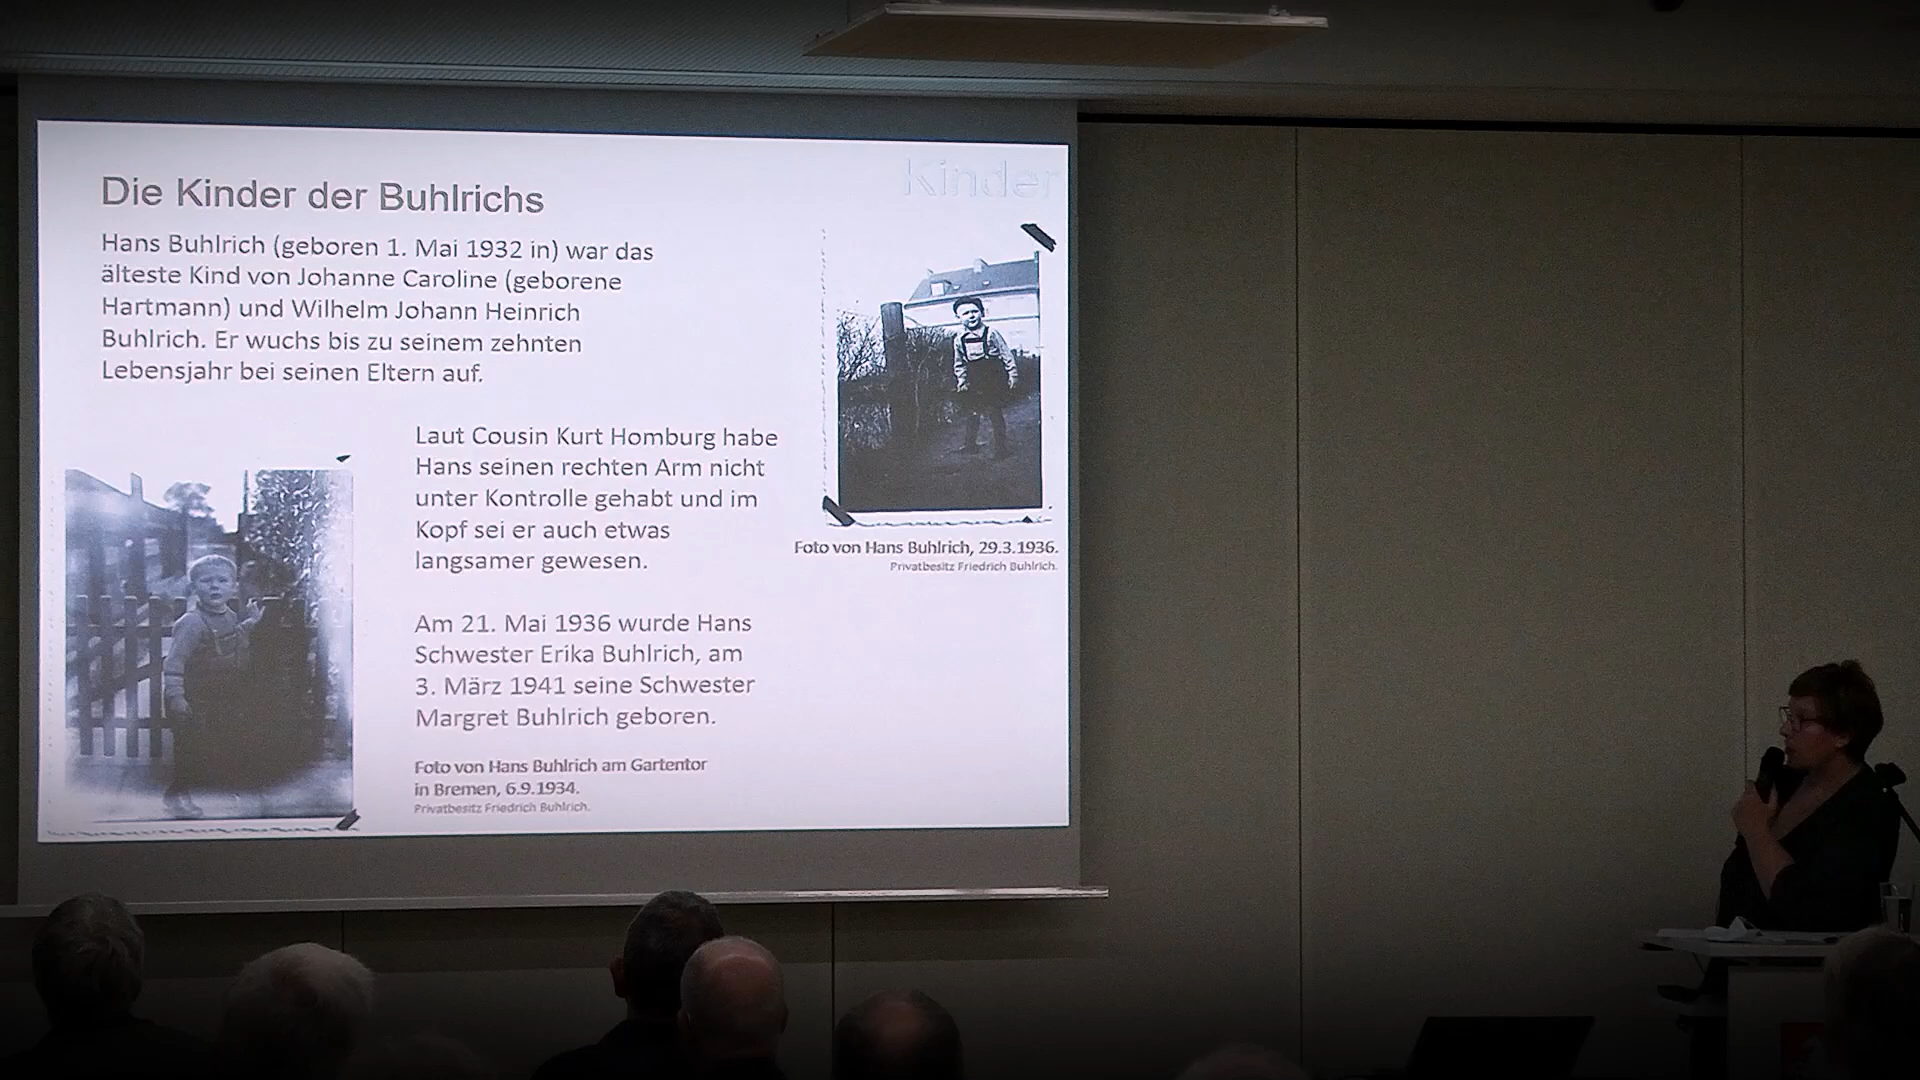 Kinder
Die Kinder der Buhlrichs
Hans Buhlrich (geboren 1. Mai 1932 in) war das
älteste Kind von Johanne Caroline (geborene
Hartmann) und Wilhelm Johann Heinrich
Buhlrich. Er wuchs bis zu seinem zehnten
Lebensjahr bei seinen Eltern auf.
Laut Cousin Kurt Homburg habe
Hans seinen rechten Arm nicht
unter Kontrolle gehabt und im
Kopf sei er auch etwas
langsamer gewesen.
Foto von Hans Buhlrich, 29.3.1936.
Privatbesitz Friedrich Buhlrich.
Am 21. Mai 1936 wurde Hans
Schwester Erika Buhlrich, am
3. März 1941 seine Schwester
Margret Buhlrich geboren.
Foto von Hans Buhlrich am Gartentor
in Bremen, 6.9.1934.
Privatbesitz Friedrich Buhlrich.